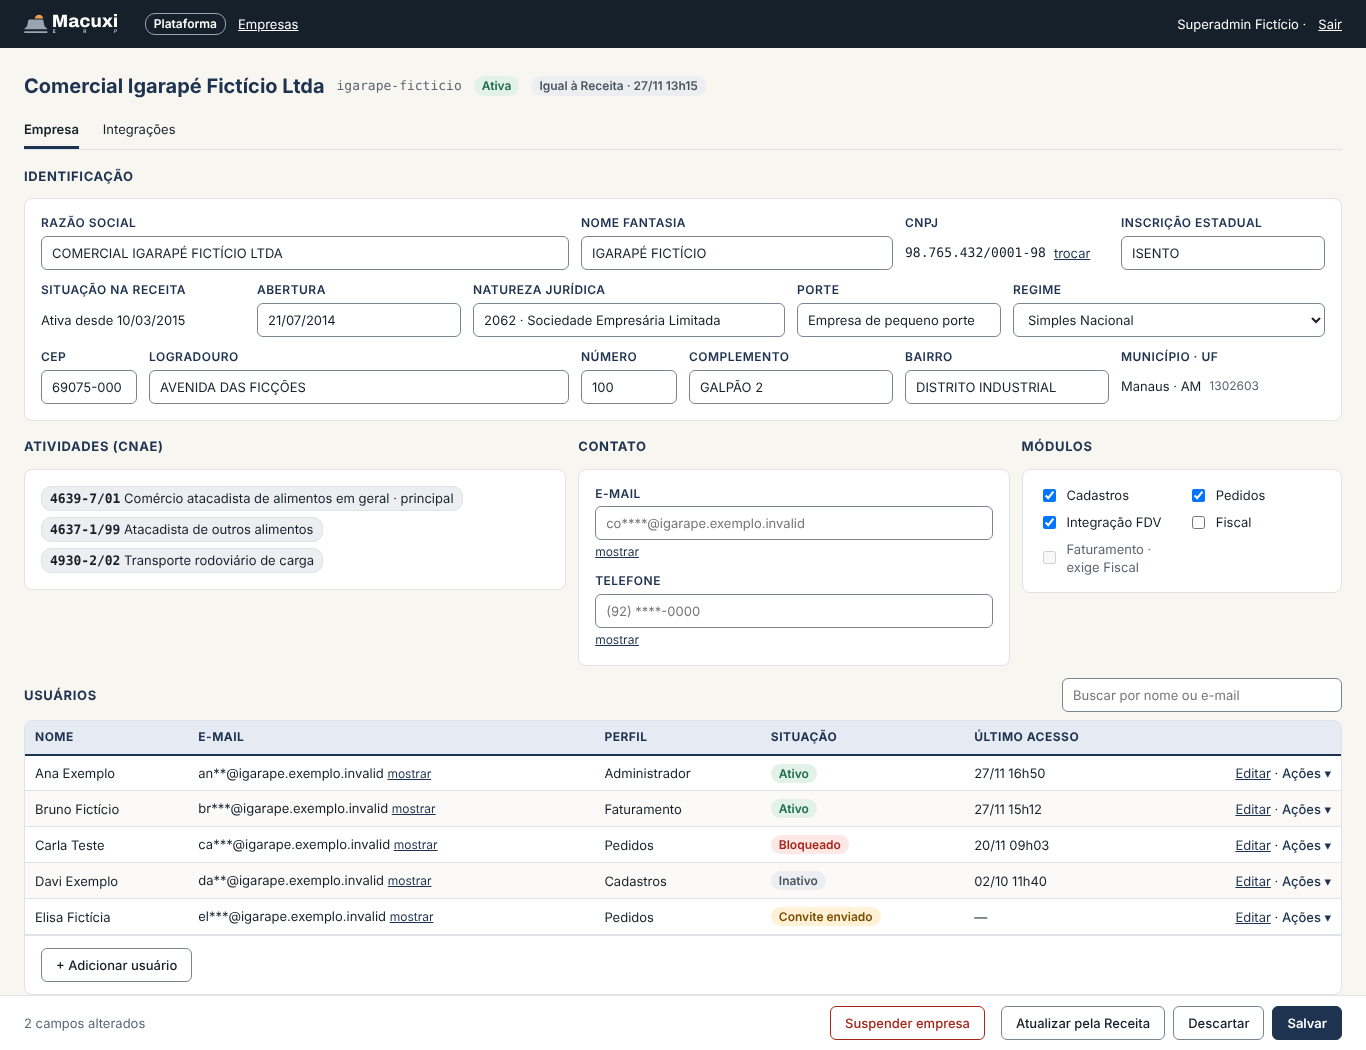 Macuxi
E R P
Plataforma
Empresas
Superadmin Fictício ·
Sair
Comercial Igarapé Fictício Ltda
igarape-ficticio
Ativa
Igual à Receita · 27/11 13h15
Empresa
Integrações
IDENTIFICAÇÃO
RAZÃO SOCIAL
NOME FANTASIA
CNPJ
INSCRIÇÃO ESTADUAL
COMERCIAL IGARAPÉ FICTÍCIO LTDA
IGARAPÉ FICTÍCIO
98.765.432/0001-98 trocar
ISENTO
SITUAÇÃO NA RECEITA
ABERTURA
NATUREZA JURÍDICA
PORTE
REGIME
Ativa desde 10/03/2015
21/07/2014
2062 · Sociedade Empresária Limitada
Empresa de pequeno porte
Simples Nacional
CEP
LOGRADOURO
NÚMERO
COMPLEMENTO
BAIRRO
MUNICÍPIO · UF
69075-000
AVENIDA DAS FICÇÕES
100
GALPÃO 2
DISTRITO INDUSTRIAL
Manaus · AM 1302603
ATIVIDADES (CNAE)
4639-7/01 Comércio atacadista de alimentos em geral · principal
4637-1/99 Atacadista de outros alimentos
4930-2/02 Transporte rodoviário de carga
CONTATO
E-MAIL
co****@igarape.exemplo.invalid
mostrar
TELEFONE
(92) ****-0000
mostrar
MÓDULOS
Cadastros
Pedidos
Integração FDV
Fiscal
Faturamento ·
exige Fiscal
USUÁRIOS
Buscar por nome ou e-mail
NOME E-MAIL PERFIL SITUAÇÃO ÚLTIMO ACESSO
Ana Exemplo an**@igarape.exemplo.invalid mostrar Administrador Ativo 27/11 16h50 Editar · Ações ▾
Bruno Fictício br***@igarape.exemplo.invalid mostrar Faturamento Ativo 27/11 15h12 Editar · Ações ▾
Carla Teste ca***@igarape.exemplo.invalid mostrar Pedidos Bloqueado 20/11 09h03 Editar · Ações ▾
Davi Exemplo da**@igarape.exemplo.invalid mostrar Cadastros Inativo 02/10 11h40 Editar · Ações ▾
Elisa Fictícia el***@igarape.exemplo.invalid mostrar Pedidos Convite enviado — Editar · Ações ▾
+ Adicionar usuário
2 campos alterados
Suspender empresa
Atualizar pela Receita
Descartar
Salvar